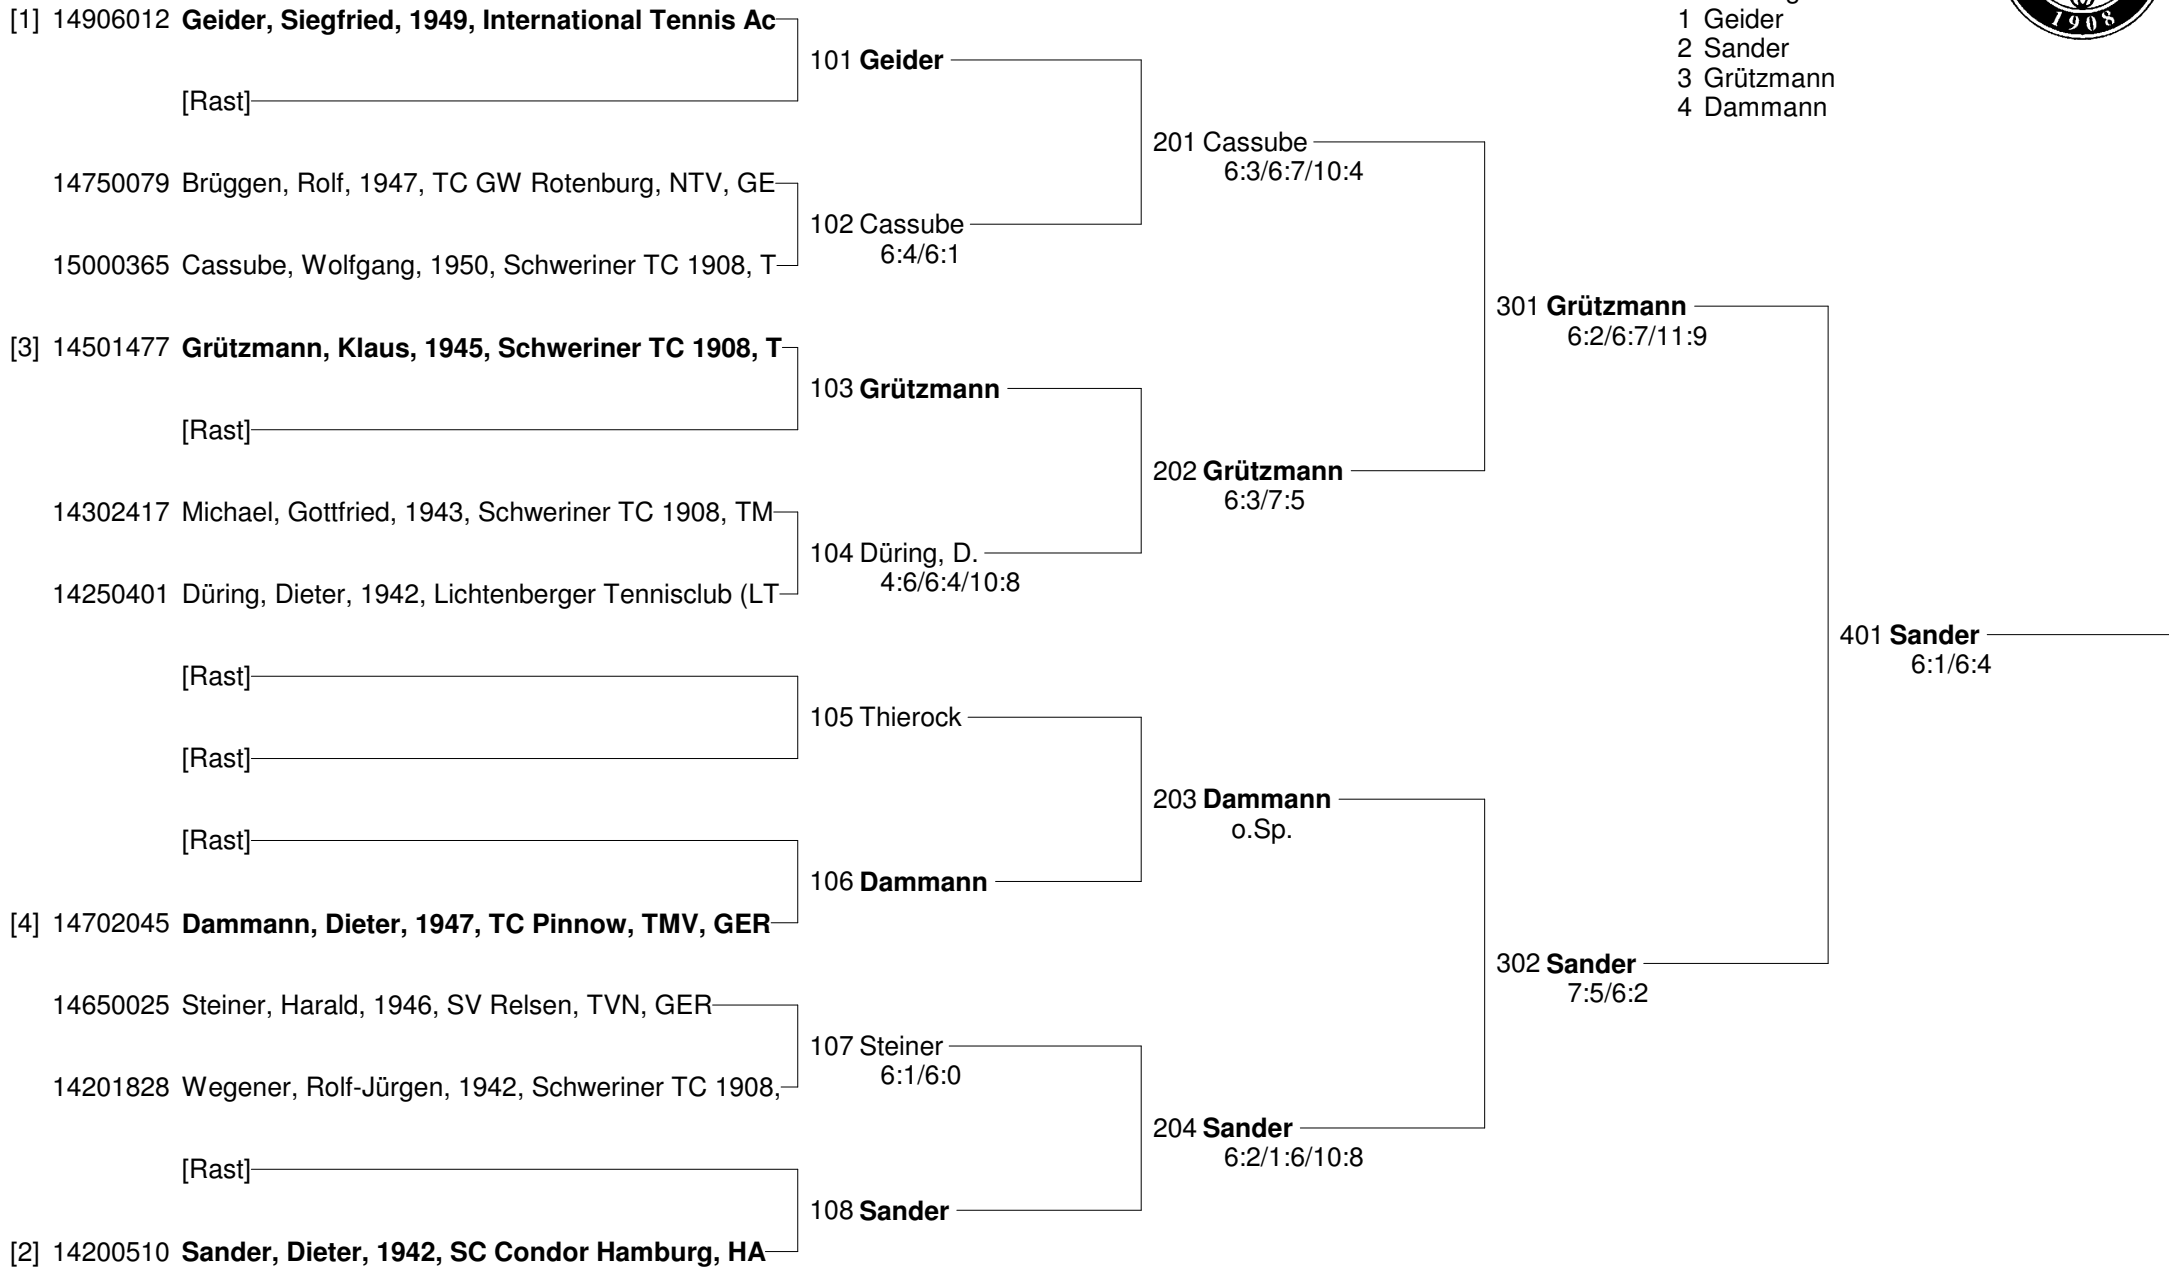 [1] 14906012 Geider, Siegfried, 1949, International Tennis Ac
[Rast]
14750079 Brüggen, Rolf, 1947, TC GW Rotenburg, NTV, GE
15000365 Cassube, Wolfgang, 1950, Schweriner TC 1908, T
[3] 14501477 Grützmann, Klaus, 1945, Schweriner TC 1908, T
[Rast]
14302417 Michael, Gottfried, 1943, Schweriner TC 1908, TM
14250401 Düring, Dieter, 1942, Lichtenberger Tennisclub (LT
[Rast]
[Rast]
[Rast]
[4] 14702045 Dammann, Dieter, 1947, TC Pinnow, TMV, GER
14650025 Steiner, Harald, 1946, SV Relsen, TVN, GER
14201828 Wegener, Rolf-Jürgen, 1942, Schweriner TC 1908,
[Rast]
[2] 14200510 Sander, Dieter, 1942, SC Condor Hamburg, HA
101 Geider
102 Cassube
6:4/6:1
103 Grützmann
104 Düring, D.
4:6/6:4/10:8
105 Thierock
106 Dammann
107 Steiner
6:1/6:0
108 Sander
201 Cassube
6:3/6:7/10:4
202 Grützmann
6:3/7:5
203 Dammann
o.Sp.
204 Sander
6:2/1:6/10:8
301 Grützmann
6:2/6:7/11:9
302 Sander
7:5/6:2
401 Sander
6:1/6:4
1 Geider
2 Sander
3 Grützmann
4 Dammann
1908